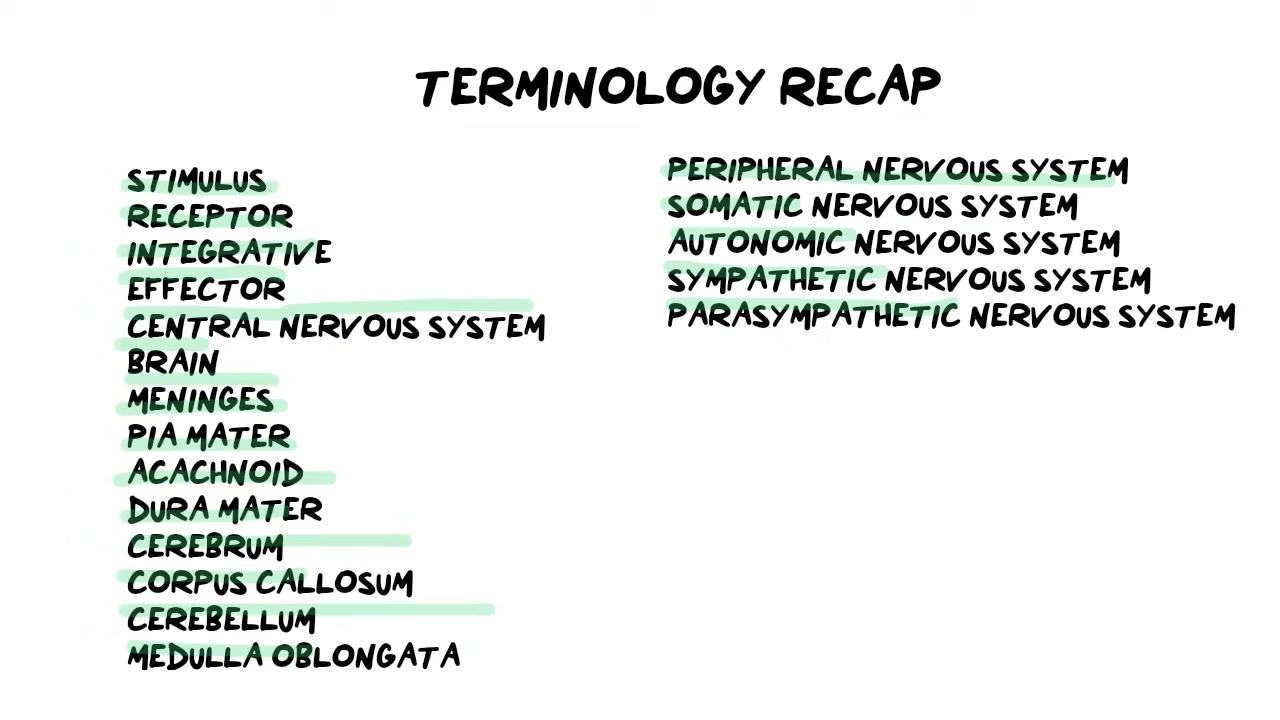 TERMINOLOGY RECAP
STIMULUS
RECEPTOR
INTEGRATIVE
EFFECTOR
CENTRAL NERVOUS SYSTEM
BRAIN
MENINGES
PIA MATER
ACACHNOID
DURA MATER
CEREBRUM
CORPUS CALLOSUM
CEREBELLUM
MEDULLA OBLONGATA
PERIPHERAL NERVOUS SYSTEM
SOMATIC NERVOUS SYSTEM
AUTONOMIC NERVOUS SYSTEM
SYMPATHETIC NERVOUS SYSTEM
PARASYMPATHETIC NERVOUS SYSTEM